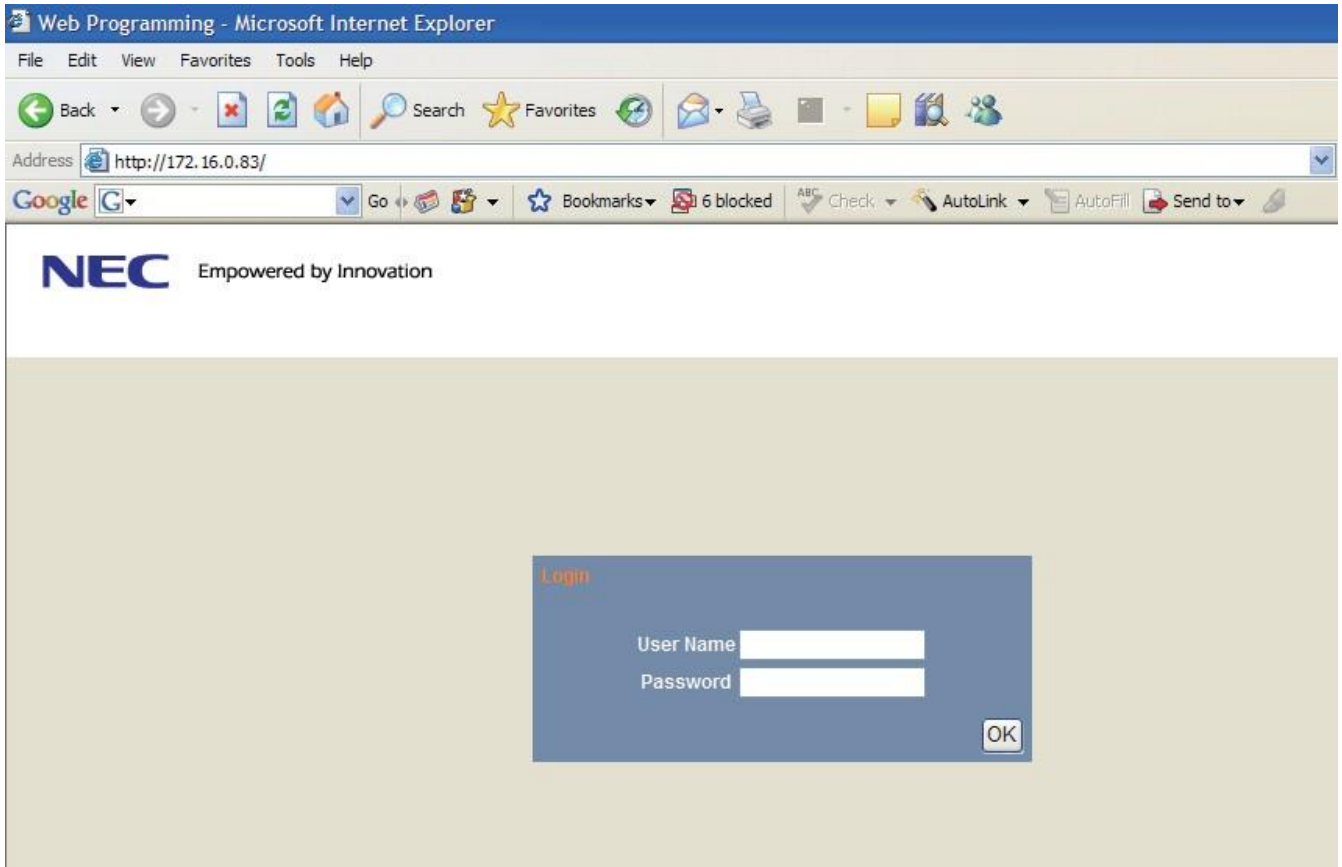 Web Programming - Microsoft Internet Explorer
File Edit View Favorites Tools Help
Back Search Favorites
Address http://172.16.0.83/
Google G Go Bookmarks 6 blocked ABC Check AutoLink AutoFill Send to
NEC Empowered by Innovation
Login
User Name
Password
OK